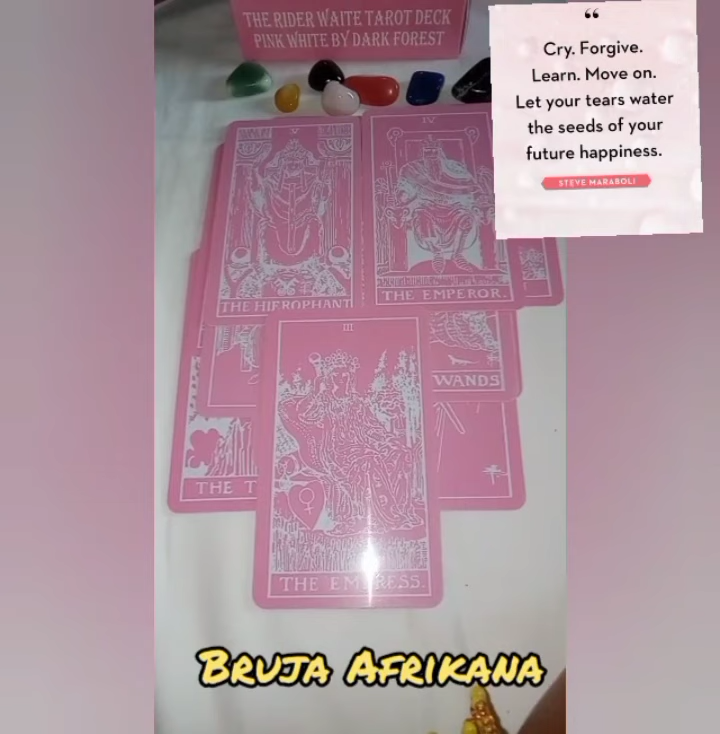 THE RIDER WAITE TAROT DECK
PINK WHITE BY DARK FOREST
“
Cry. Forgive.
Learn. Move on.
Let your tears water
the seeds of your
future happiness.
STEVE MARABOLI
V
IV
THE HIEROPHANT
THE EMPEROR.
WANDS
III
THE T
THE EMPRESS.
BRUJA AFRIKANA